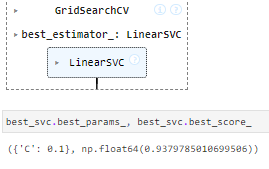 ▸ GridSearchCV i ?
▸ best_estimator_: LinearSVC
▸ LinearSVC ?
best_svc.best_params_, best_svc.best_score_
({'C': 0.1}, np.float64(0.9379785010699506))